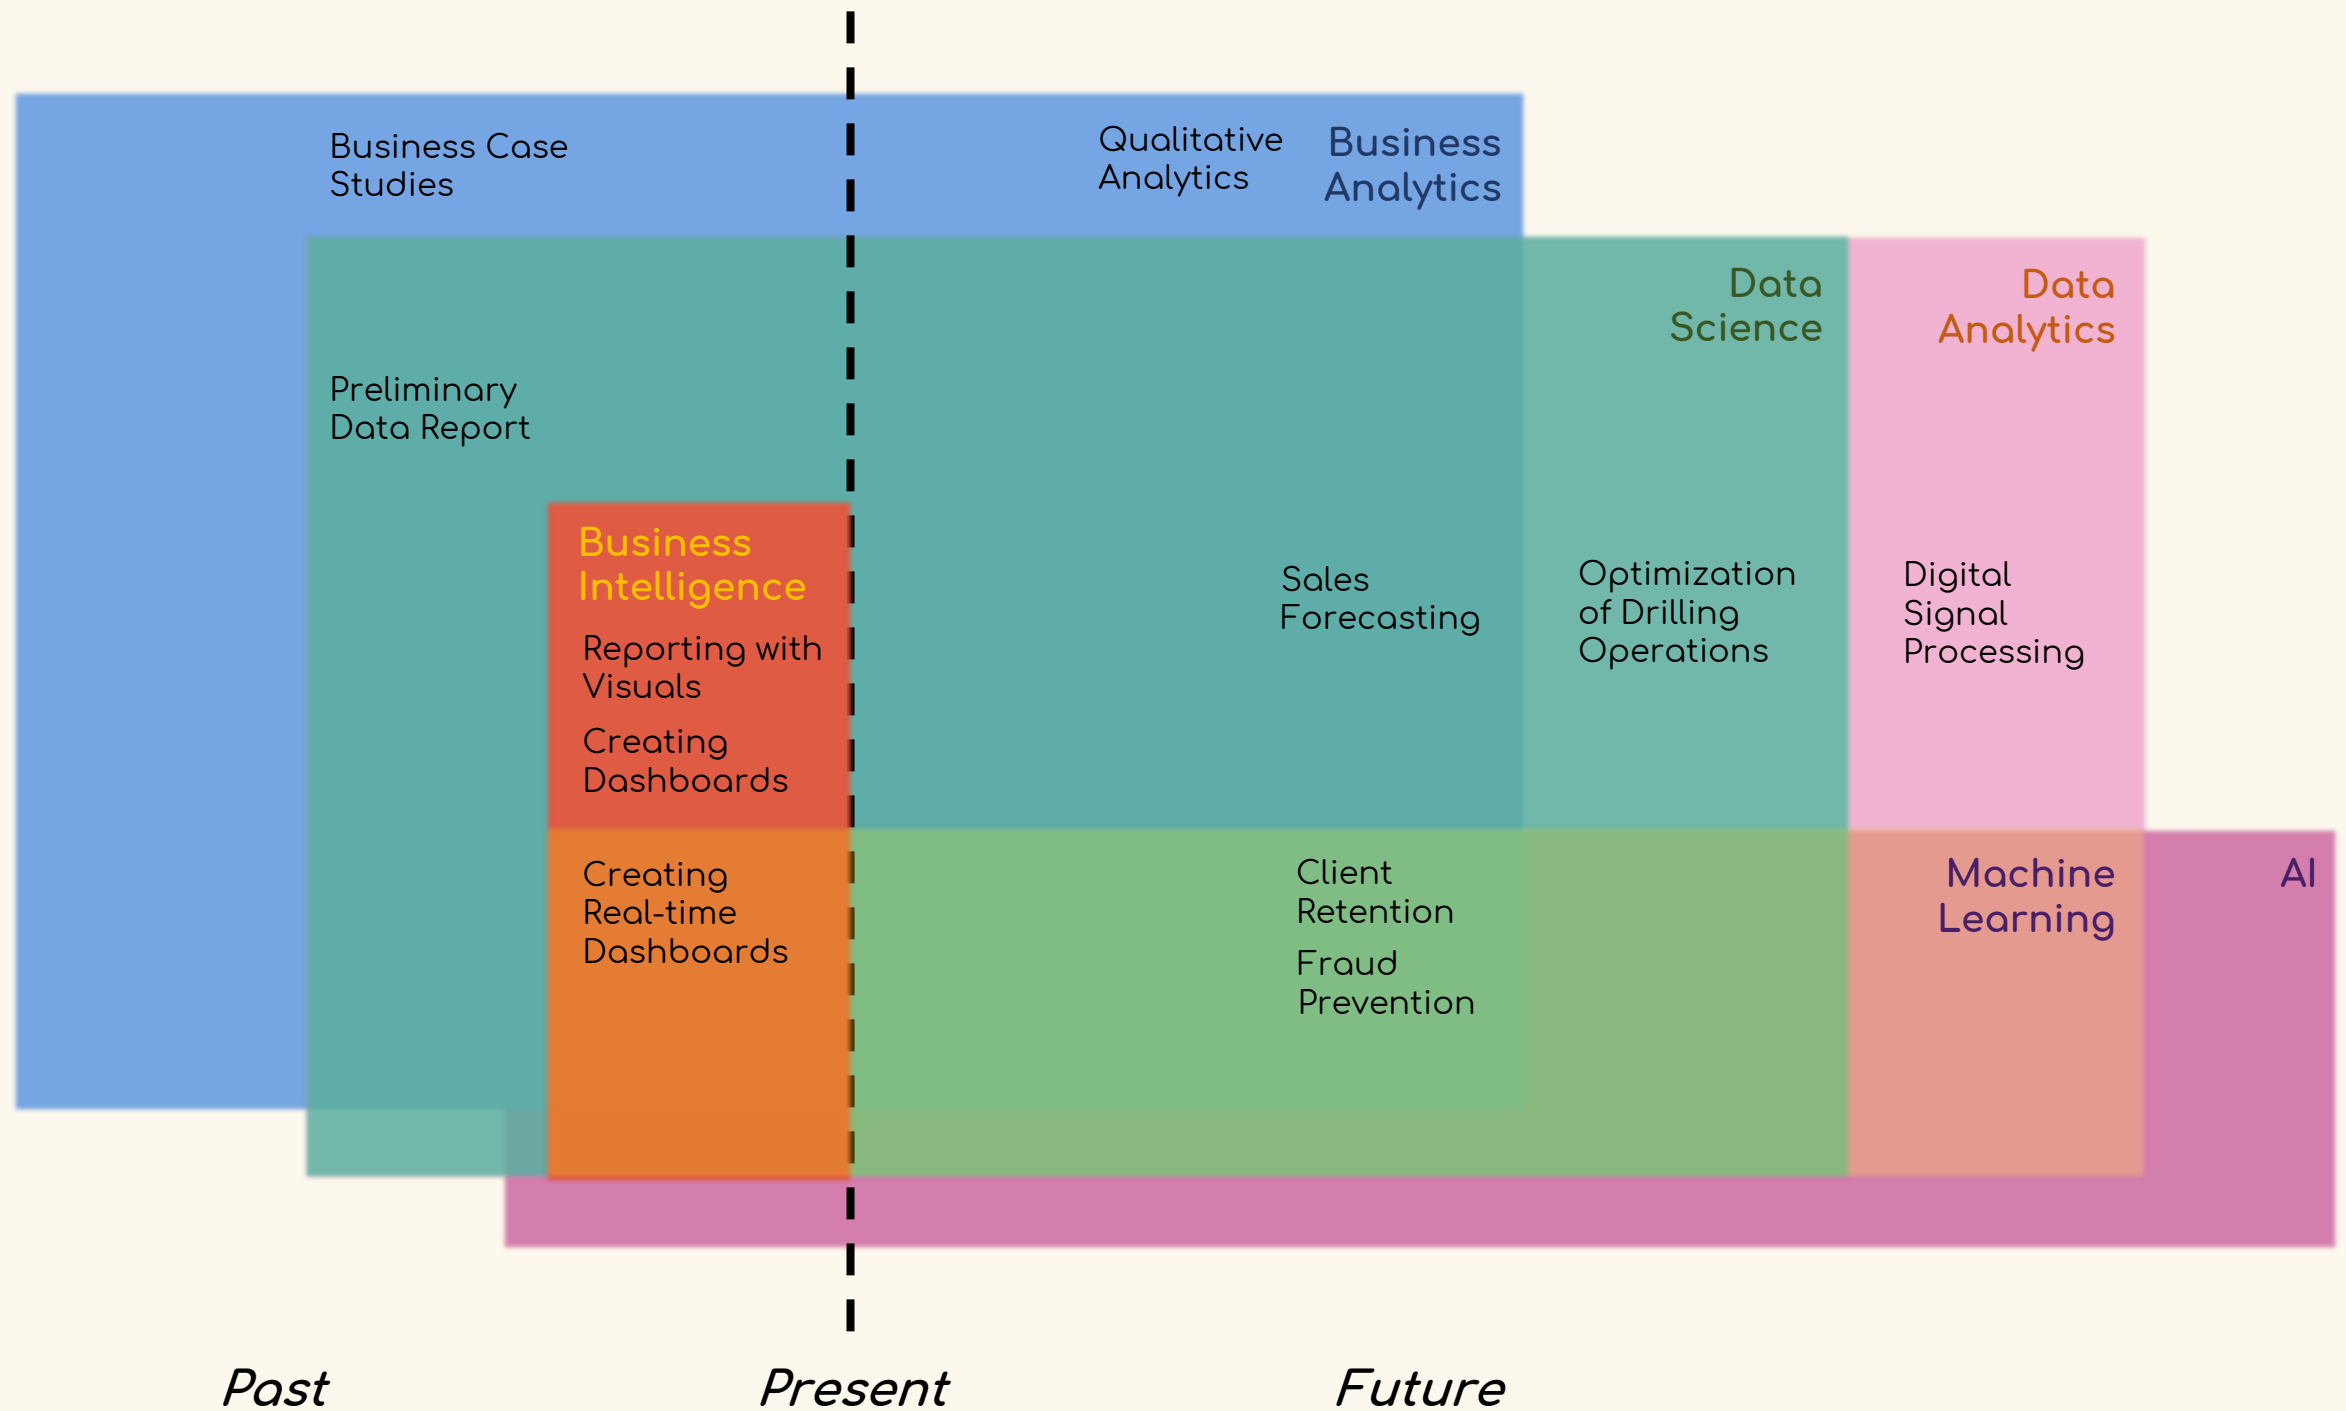 Business Case
Studies
Qualitative
Analytics
Business
Analytics
Data
Science
Data
Analytics
Preliminary
Data Report
Business
Intelligence
Reporting with
Visuals
Creating
Dashboards
Sales
Forecasting
Optimization
of Drilling
Operations
Digital
Signal
Processing
Creating
Real-time
Dashboards
Client
Retention
Fraud
Prevention
Machine
Learning
AI
Past
Present
Future